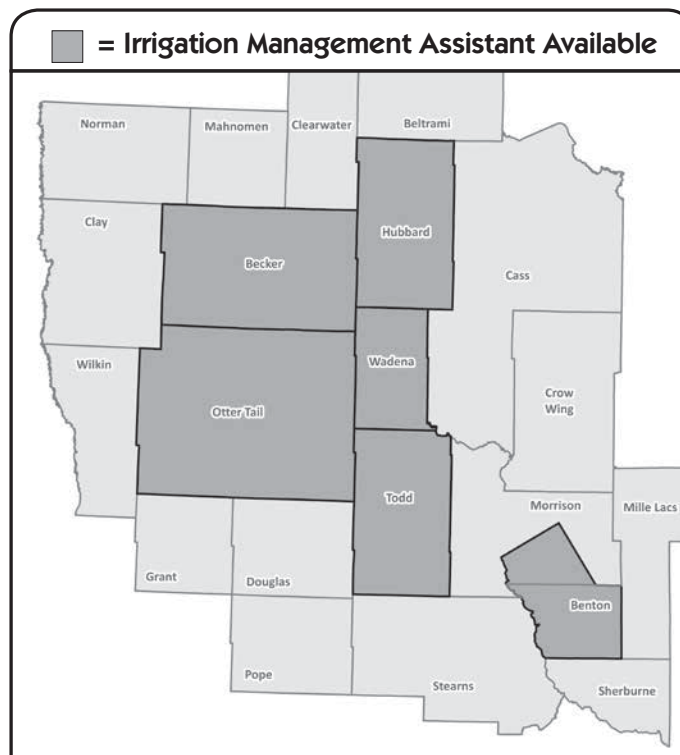 = Irrigation Management Assistant Available
Norman
Mahnomen
Clearwater
Beltrami
Clay
Hubbard
Becker
Cass
Wilkin
Wadena
Otter Tail
Crow
Wing
Todd
Morrison
Mille Lacs
Grant
Douglas
Benton
Pope
Stearns
Sherburne